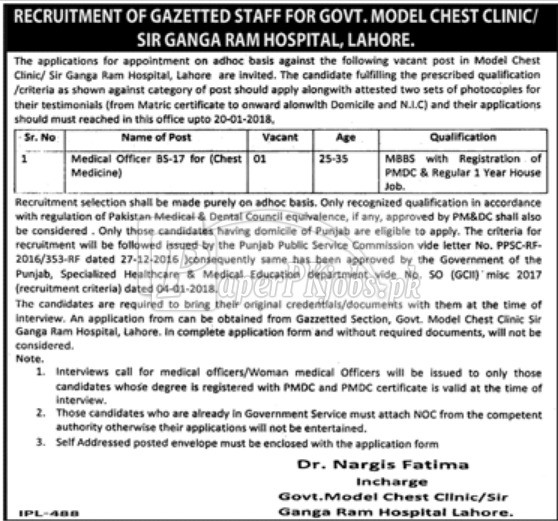 RECRUITMENT OF GAZETTED STAFF FOR GOVT. MODEL CHEST CLINIC/
SIR GANGA RAM HOSPITAL, LAHORE.
The applications for appointment on adhoc basis against the following vacant post in Model Chest
Clinic/ Sir Ganga Ram Hospital, Lahore are invited. The candidate fulfilling the prescribed qualification
/criteria as shown against category of post should apply alongwith attested two sets of photocopies for
their testimonials (from Matric certificate to onward alonwith Domicile and N.I.C) and their applications
should must reached in this office upto 20-01-2018,
Sr. No Name of Post Vacant Age Qualification
1 Medical Officer BS-17 for (Chest 01 25-35 MBBS with Registration of
Medicine) PMDC & Regular 1 Year House
Job.
Recruitment selection shall be made purely on adhoc basis. Only recognized qualification in accordance
with regulation of Pakistan Medical & Dental Council equivalence, if any, approved by PM&DC shall also
be considered . Only those candidates having domicile of Punjab are eligible to apply. The criteria for
recruitment will be followed issued by the Punjab Public Service Commission vide letter No. PPSC-RF-
2016/353-RF dated 27-12-2016 consequently same has been approved by the Government of the
Punjab, Specialized Healthcare & Medical Education department vide No. SO (GCII) misc 2017
(recruitment criteria) dated 04-01-2018.
The candidates are required to bring their original credentials/documents with them at the time of
interview. An application from can be obtained from Gazzetted Section, Govt. Model Chest Clinic Sir
Ganga Ram Hospital, Lahore. In complete application form and without required documents, will not be
considered.
Note.
1. Interviews call for medical officers/Woman medical Officers will be issued to only those
candidates whose degree is registered with PMDC and PMDC certificate is valid at the time of
interview.
2. Those candidates who are already in Government Service must attach NOC from the competent
authority otherwise their applications will not be entertained.
3. Self Addressed posted envelope must be enclosed with the application form
Dr. Nargis Fatima
Incharge
Govt.Model Chest Clinic/Sir
IPL-488 Ganga Ram Hospital Lahore.